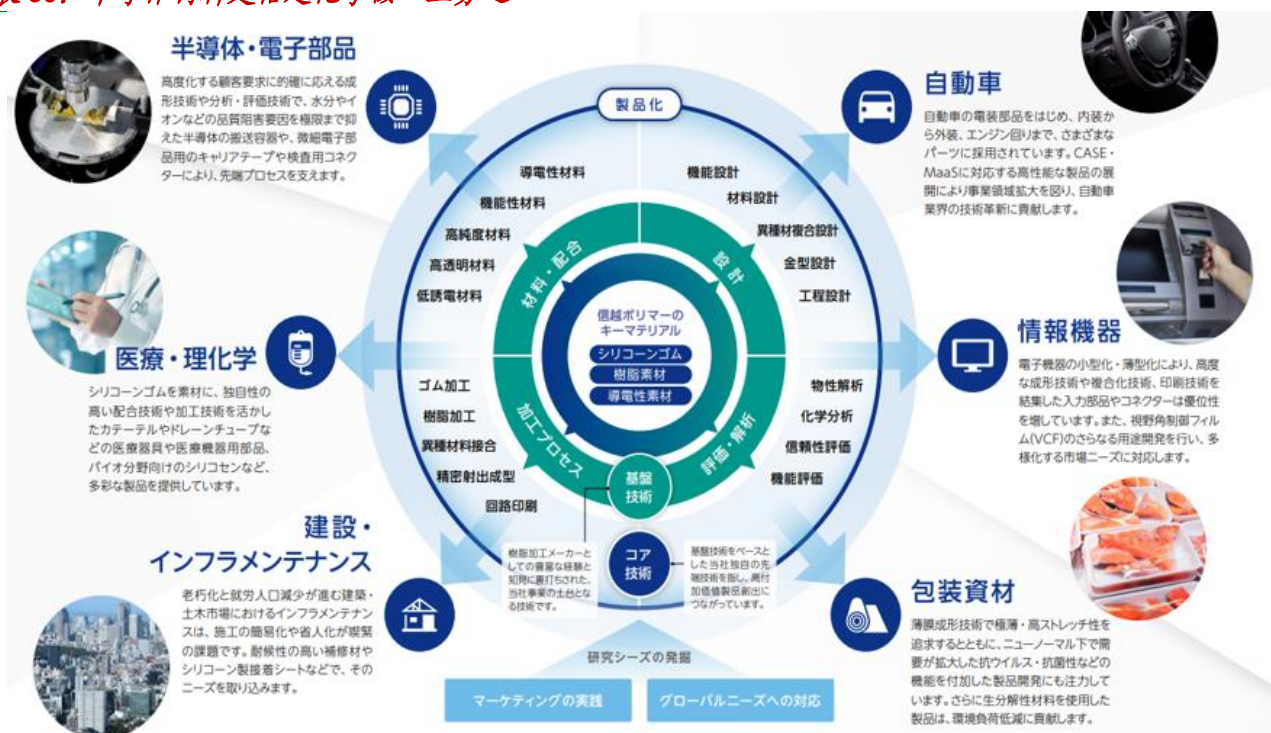 半導体・電子部品
高度化する顧客要求に的確に応える成
形技術や分析・評価技術で、水分やイ
オンなどの品質阻害要因を極限まで抑
えた半導体の搬送容器や、微細電子部
品用のキャリアテープや検査用コネク
ターにより、先端プロセスを支えます。
医療・理化学
シリコーンゴムを素材に、独自性の
高い配合技術や加工技術を活かし
たカテーテルやドレーンチューブな
どの医療器具や医療機器用部品、
バイオ分野向けのシリコセンなど、
多彩な製品を提供しています。
建設・
インフラメンテナンス
老朽化と就労人口減少が進む建築・
土木市場におけるインフラメンテナン
スは、施工の簡易化や省人化が喫緊
の課題です。耐候性の高い補修材や
シリコーン製接着シートなどで、その
ニーズを取り込みます。
製品化
導電性材料
機能性材料
高純度材料
高透明材料
低誘電材料
機能設計
材料設計
異種材複合設計
金型設計
工程設計
材料・配合
設計
信越ポリマーの
キーマテリアル
シリコーンゴム
樹脂素材
導電性素材
ゴム加工
樹脂加工
異種材料接合
精密射出成型
回路印刷
加工プロセス
評価・解析
物性解析
化学分析
信頼性評価
機能評価
基盤
技術
樹脂加工メーカーと
しての豊富な経験と
知見に裏打ちされた、
当社事業の土台とな
る技術です。
コア
技術
基盤技術をベースと
した当社独自の先
端技術を指し、高付
加価値製品創出に
つながっています。
研究シーズの発掘
マーケティングの実践
グローバルニーズへの対応
自動車
自動車の電装部品をはじめ、内装か
ら外装、エンジン回りまで、さまざまな
パーツに採用されています。CASE・
MaaSに対応する高性能な製品の展
開により事業領域拡大を図り、自動車
業界の技術革新に貢献します。
情報機器
電子機器の小型化・薄型化により、高度
な成形技術や複合化技術、印刷技術を
結集した入力部品やコネクターは優位性
を増しています。また、視野角制御フィル
ム(VCF)のさらなる用途開発を行い、多
様化する市場ニーズに対応します。
包装資材
薄膜成形技術で極薄・高ストレッチ性を
追求するとともに、ニューノーマル下で需
要が拡大した抗ウイルス・抗菌性などの
機能を付加した製品開発にも注力して
います。さらに生分解性材料を使用した
製品は、環境負荷低減に貢献します。